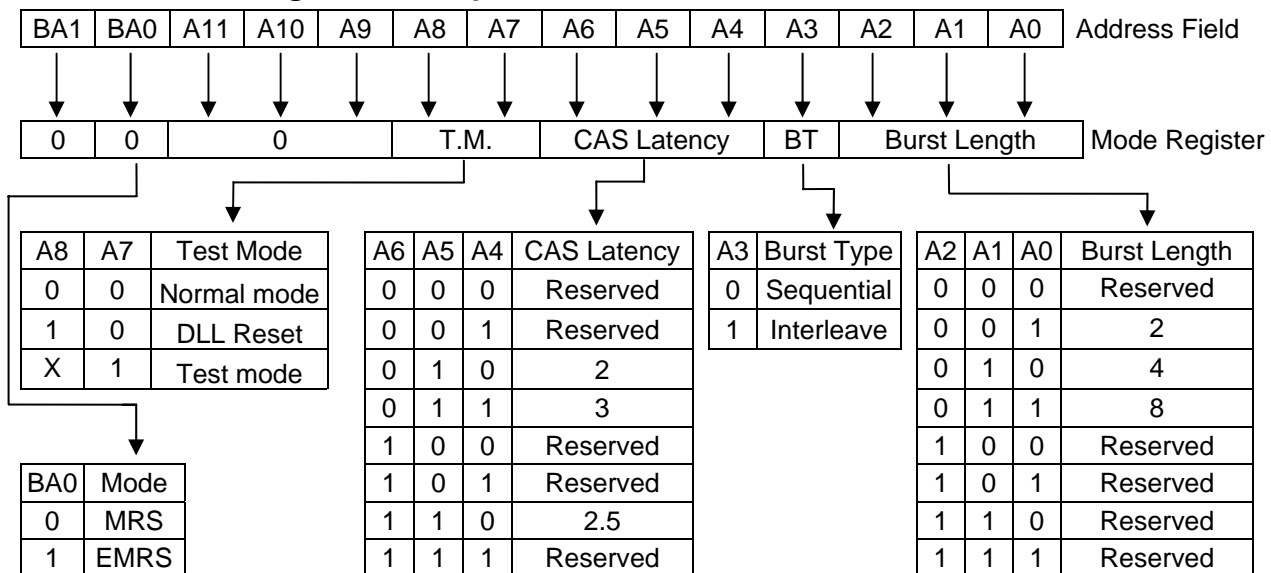 BA1 BA0 A11 A10 A9 A8 A7 A6 A5 A4 A3 A2 A1 A0 Address Field
0 0 0 T.M. CAS Latency BT Burst Length Mode Register
A8 A7 Test Mode
0 0 Normal mode
1 0 DLL Reset
X 1 Test mode
BA0 Mode
0 MRS
1 EMRS
A6 A5 A4 CAS Latency
0 0 0 Reserved
0 0 1 Reserved
0 1 0 2
0 1 1 3
1 0 0 Reserved
1 0 1 Reserved
1 1 0 2.5
1 1 1 Reserved
A3 Burst Type
0 Sequential
1 Interleave
A2 A1 A0 Burst Length
0 0 0 Reserved
0 0 1 2
0 1 0 4
0 1 1 8
1 0 0 Reserved
1 0 1 Reserved
1 1 0 Reserved
1 1 1 Reserved